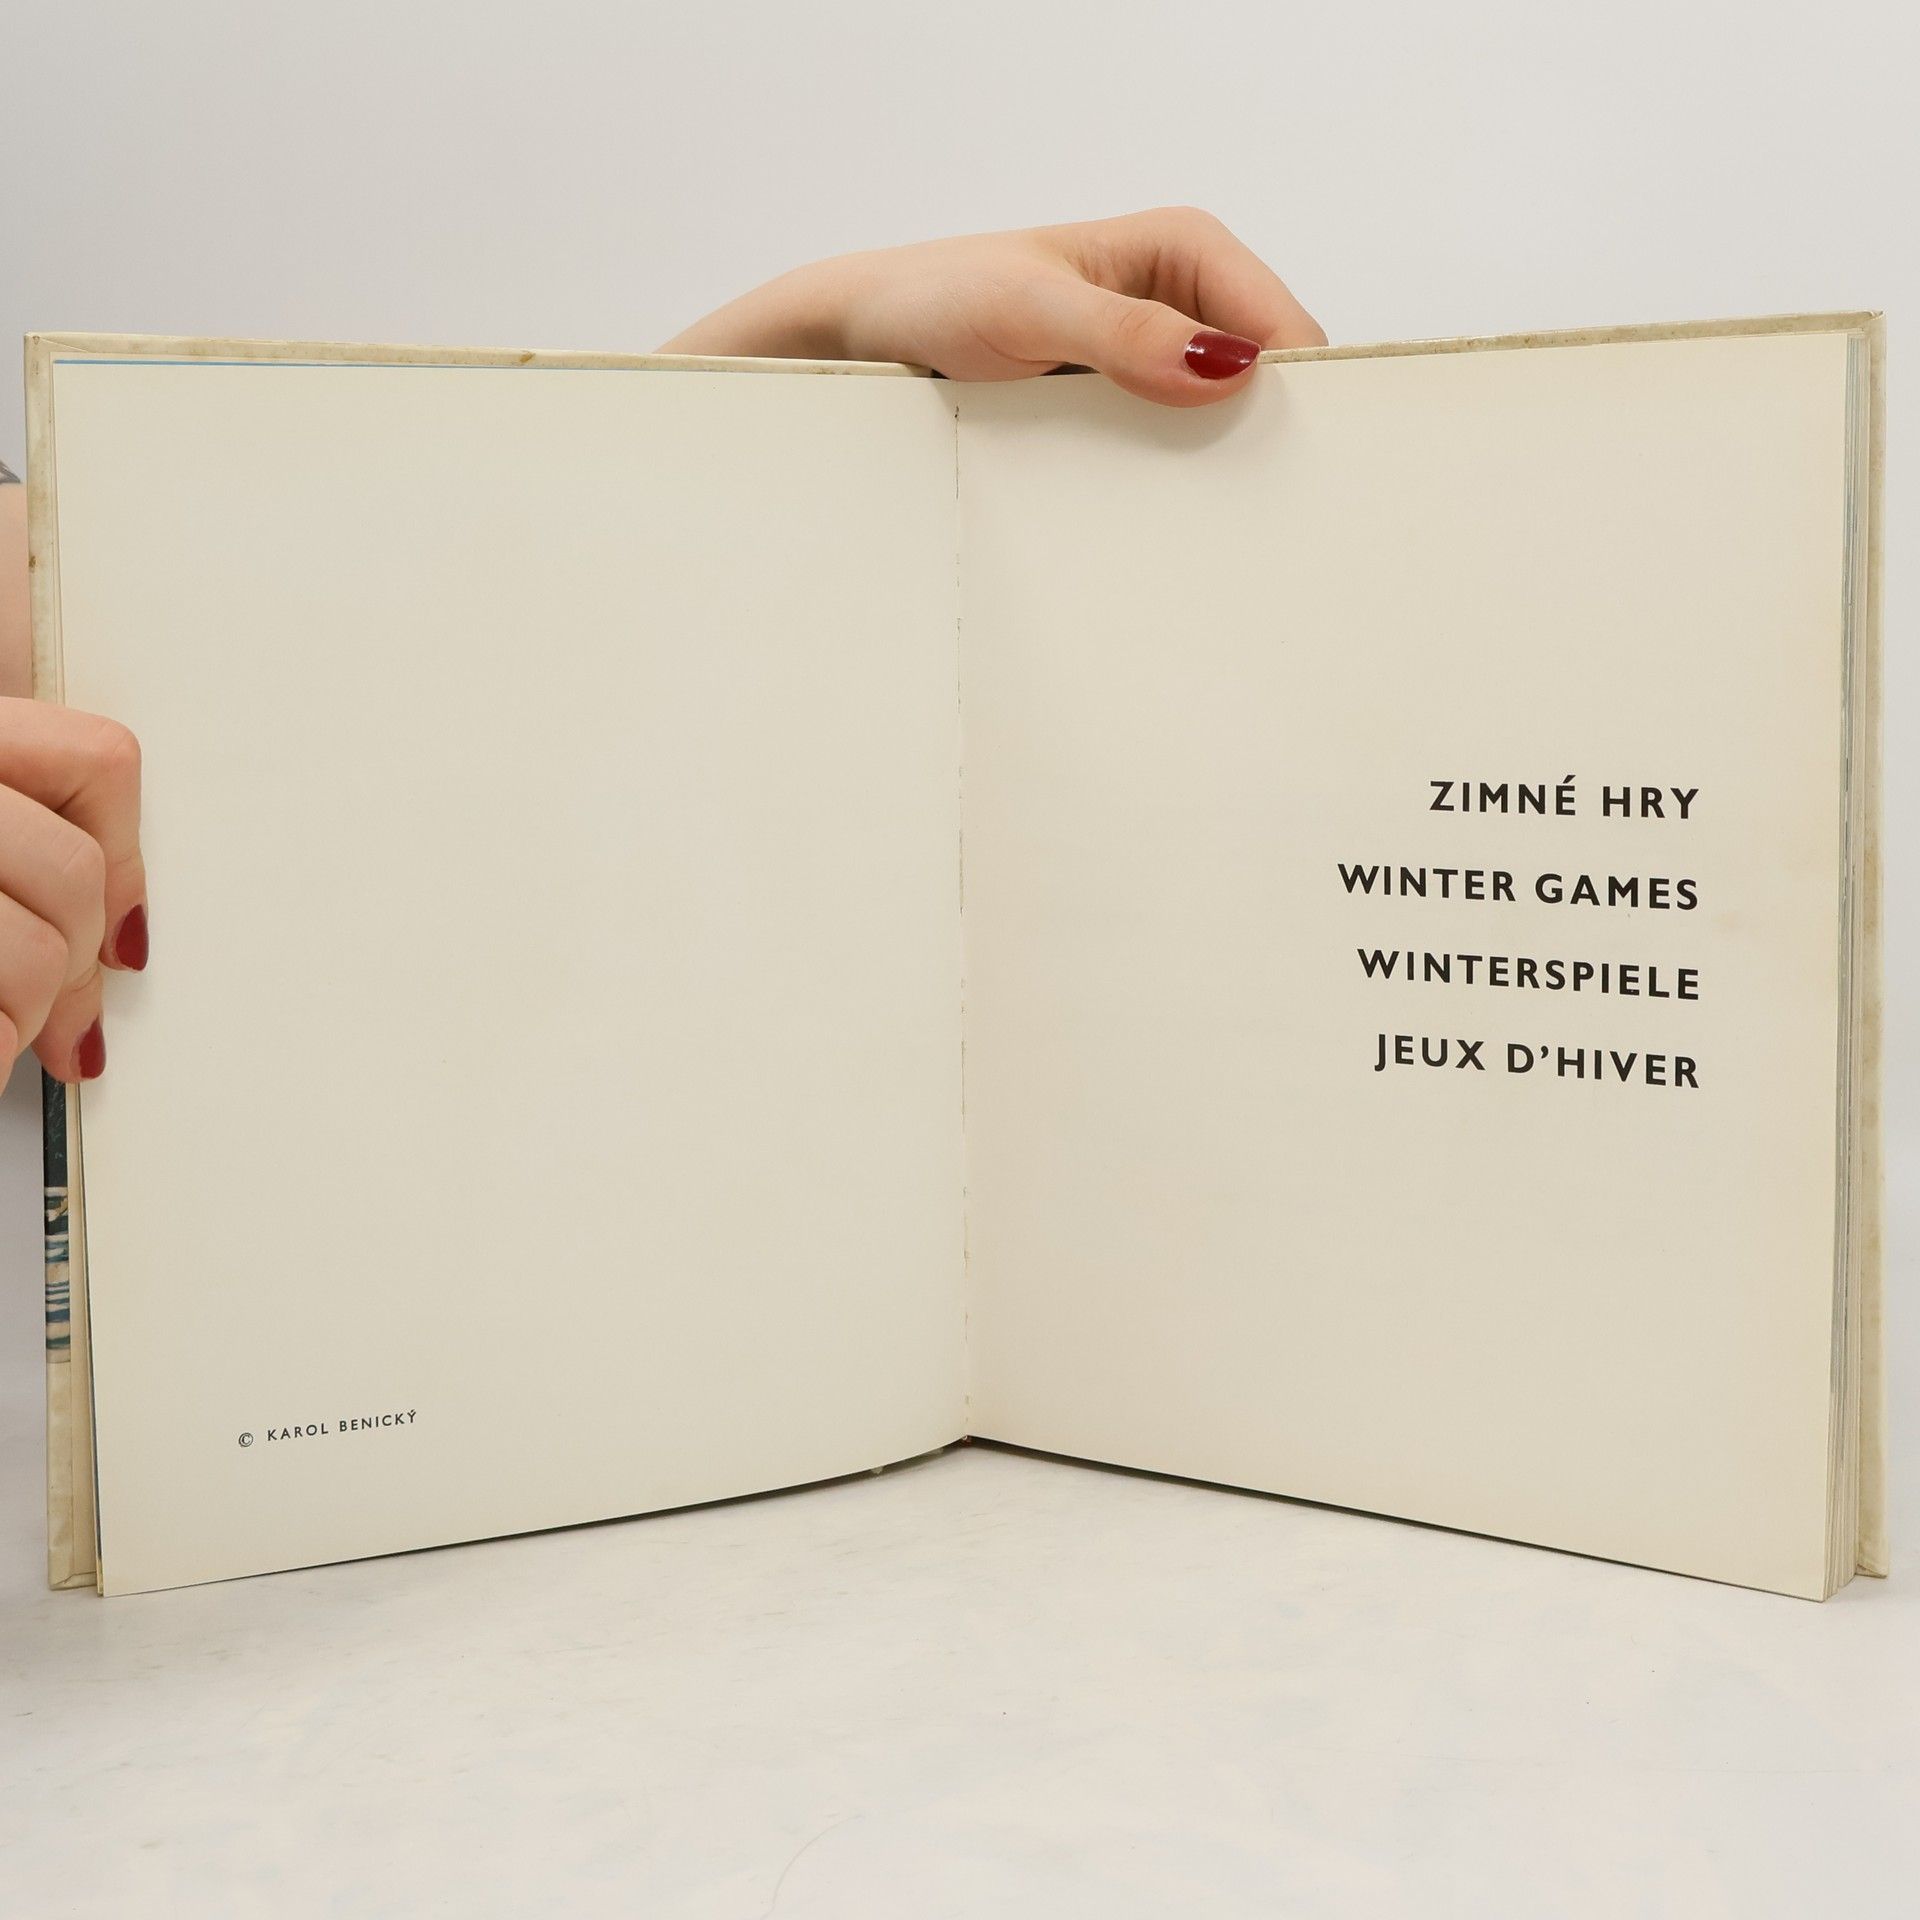 © KAROL BENICKÝ
ZIMNÉ HRY
WINTER GAMES
WINTERSPIELE
JEUX D'HIVER